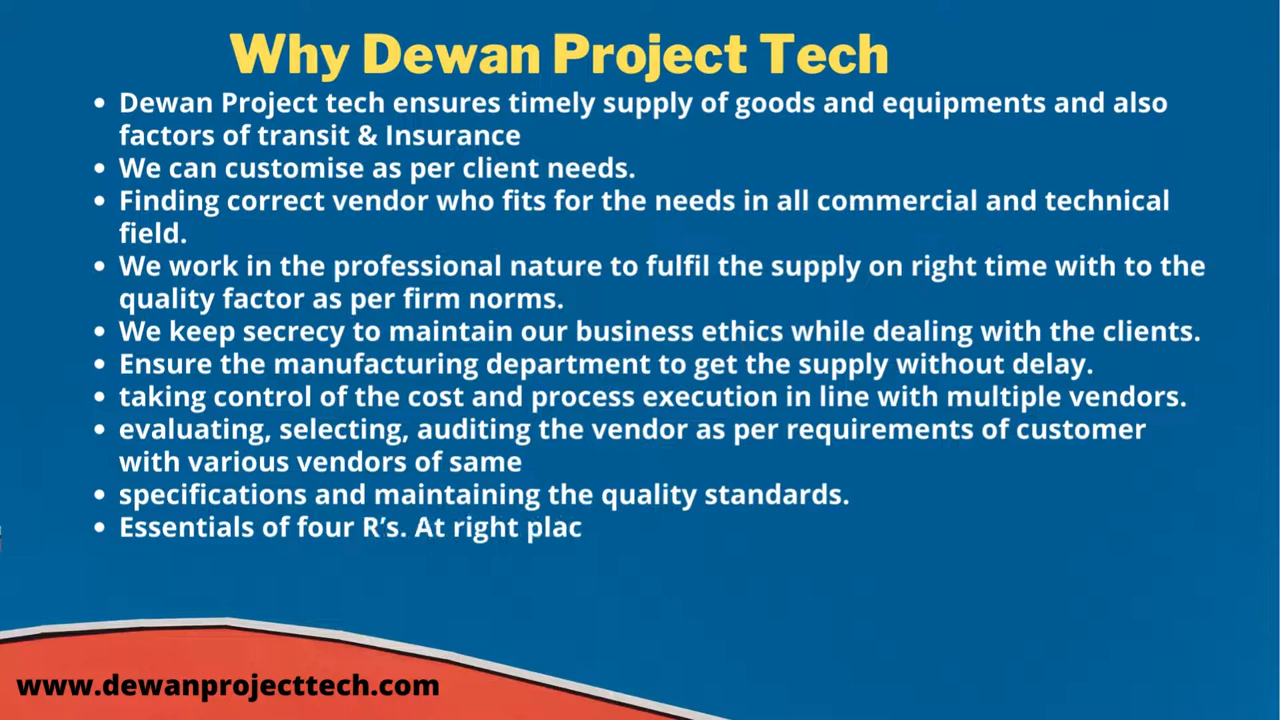 Why Dewan Project Tech
• Dewan Project tech ensures timely supply of goods and equipments and also
factors of transit & Insurance
• We can customise as per client needs.
• Finding correct vendor who fits for the needs in all commercial and technical
field.
• We work in the professional nature to fulfil the supply on right time with to the
quality factor as per firm norms.
• We keep secrecy to maintain our business ethics while dealing with the clients.
• Ensure the manufacturing department to get the supply without delay.
• taking control of the cost and process execution in line with multiple vendors.
• evaluating, selecting, auditing the vendor as per requirements of customer
with various vendors of same
• specifications and maintaining the quality standards.
• Essentials of four R’s. At right plac
www.dewanprojecttech.com